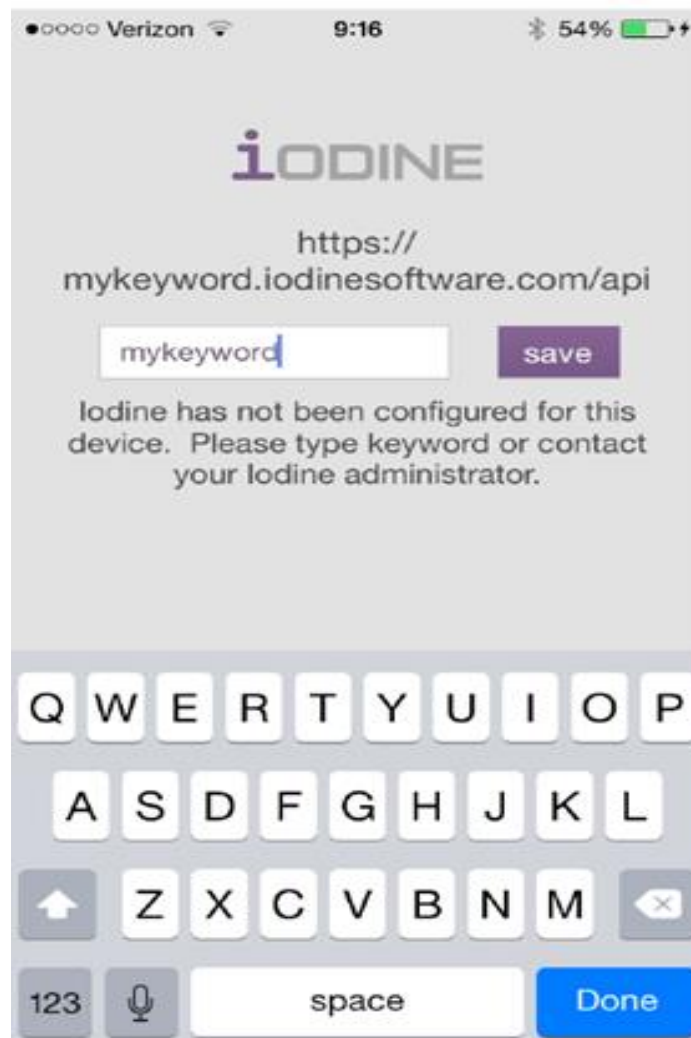 Verizon 9:16 54%
iODINE
https://
mykeyword.iodinesoftware.com/api
mykeyword save
Iodine has not been configured for this
device.  Please type keyword or contact
your Iodine administrator.
Q W E R T Y U I O P
A S D F G H J K L
Z X C V B N M
123 space Done